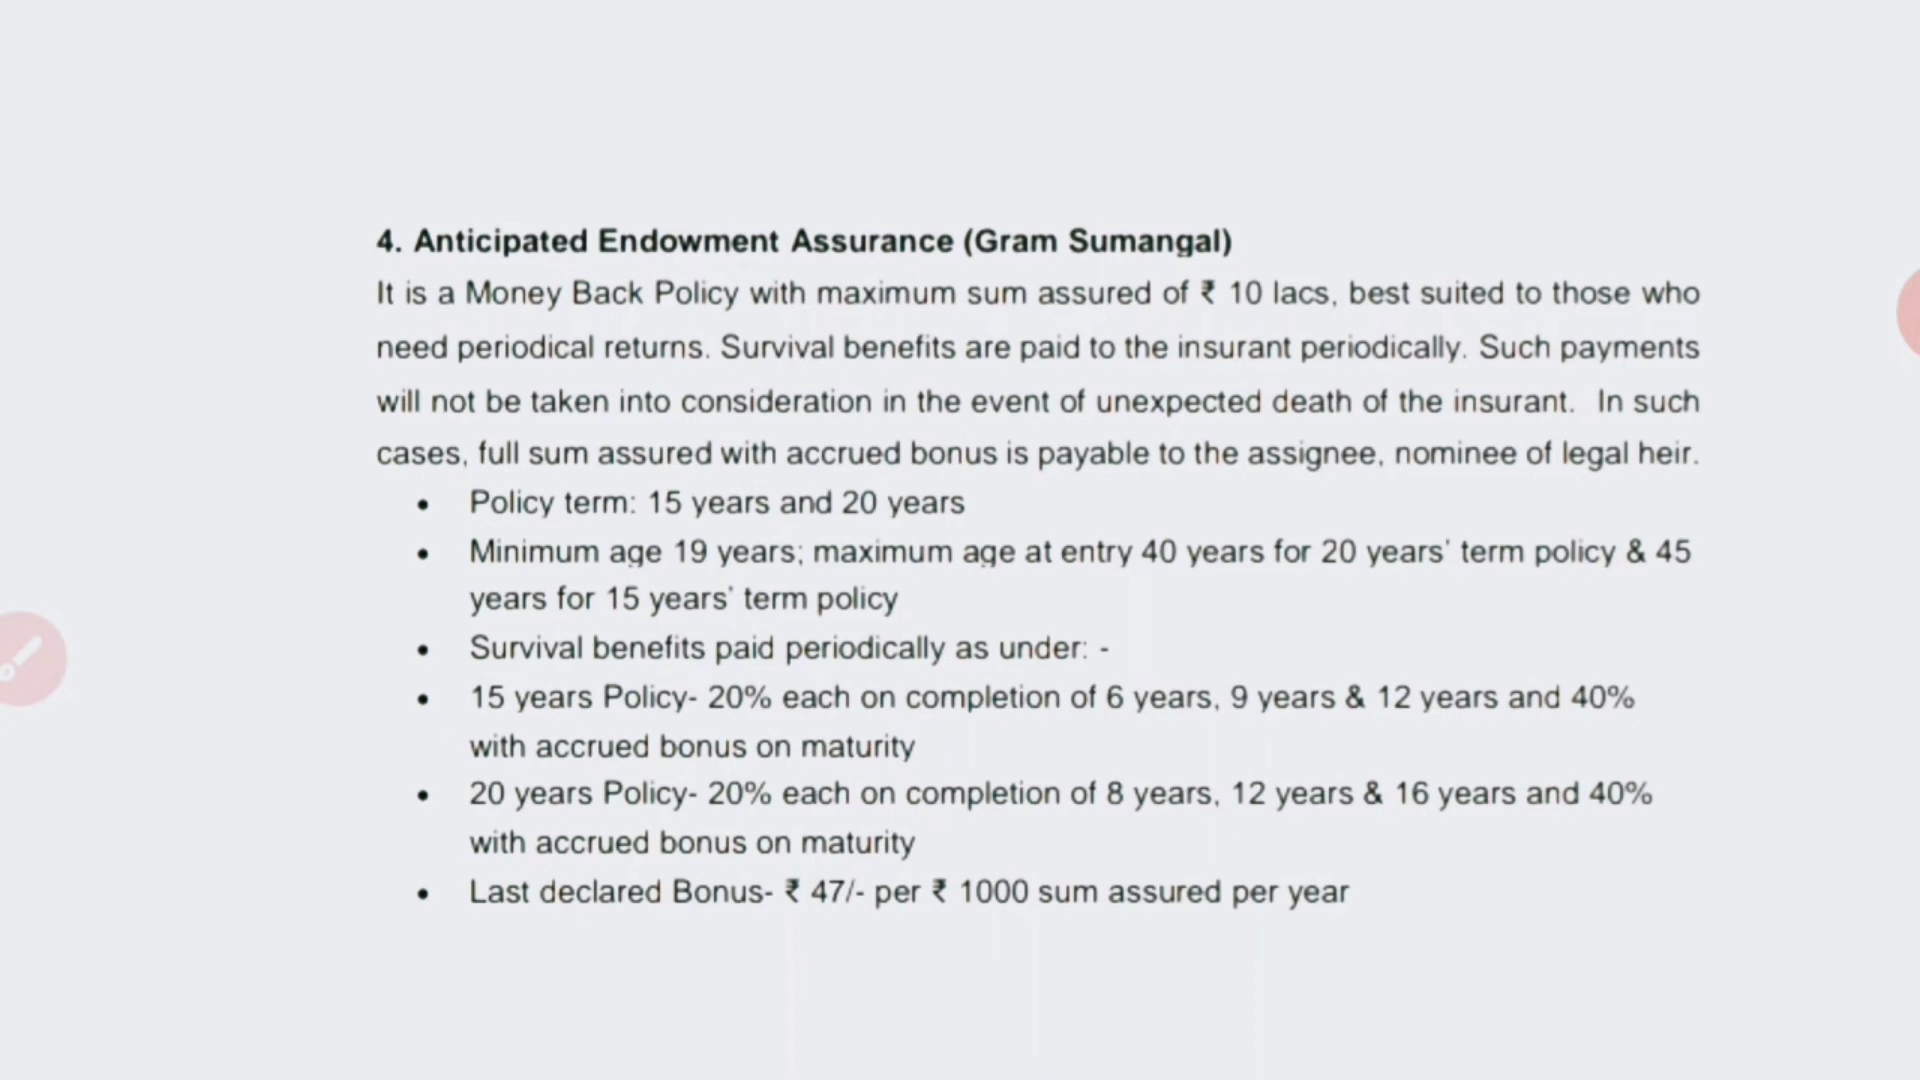 4. Anticipated Endowment Assurance (Gram Sumangal)
It is a Money Back Policy with maximum sum assured of ₹ 10 lacs, best suited to those who
need periodical returns. Survival benefits are paid to the insurant periodically. Such payments
will not be taken into consideration in the event of unexpected death of the insurant. In such
cases, full sum assured with accrued bonus is payable to the assignee, nominee of legal heir.
• Policy term: 15 years and 20 years
• Minimum age 19 years; maximum age at entry 40 years for 20 years' term policy & 45
years for 15 years' term policy
• Survival benefits paid periodically as under: -
• 15 years Policy- 20% each on completion of 6 years, 9 years & 12 years and 40%
with accrued bonus on maturity
• 20 years Policy- 20% each on completion of 8 years, 12 years & 16 years and 40%
with accrued bonus on maturity
• Last declared Bonus- ₹ 47/- per ₹ 1000 sum assured per year